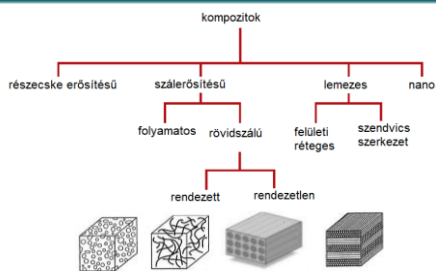 kompozitok
részecske erősítésű
szálerősítésű
lemezes
nano
folyamatos
rövidszálú
felületi
réteges
szendvics
szerkezet
rendezett
rendezetlen